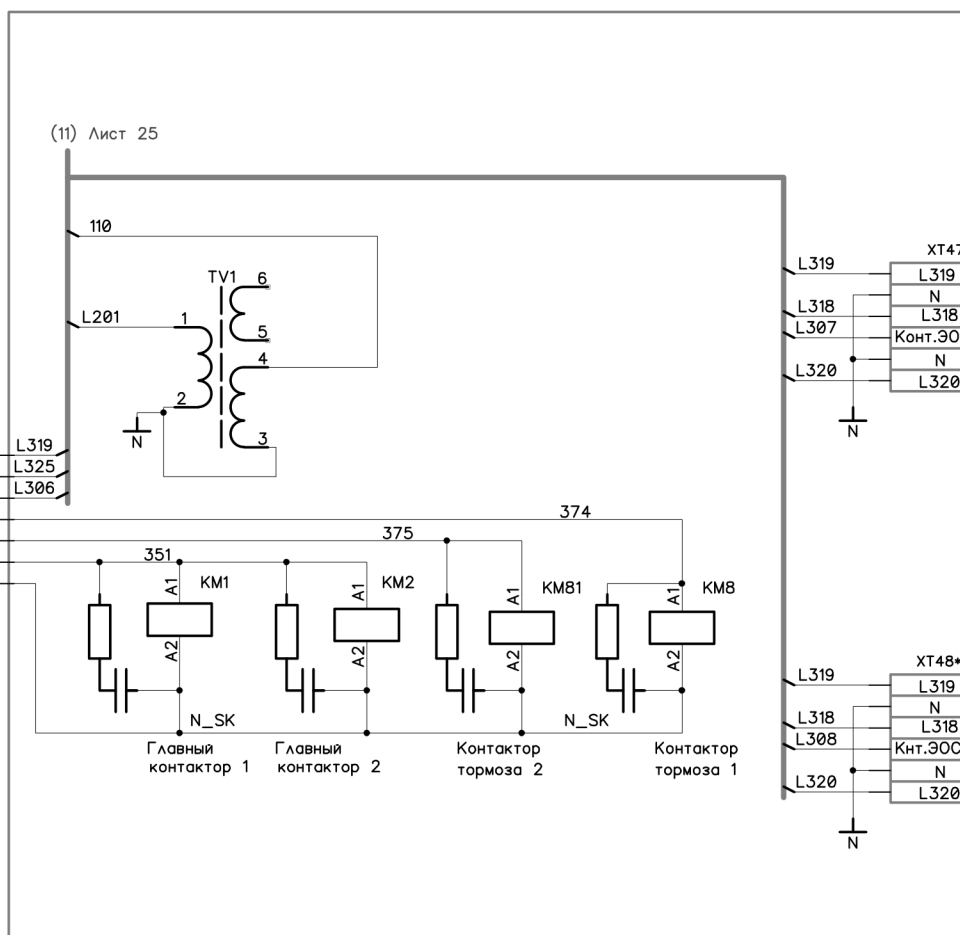 (11) Лист 25
110
L201
TV1
6
5
4
3
1
2
N
L319
L325
L306
374
375
351
A1
KM1
A2
A1
KM2
A2
A1
KM81
A2
A1
KM8
A2
N_SK
N_SK
Главный
контактор 1
Главный
контактор 2
Контактор
тормоза 2
Контактор
тормоза 1
XT47
L319
L318
L307
L320
L319
N
L318
Конт.ЭО
N
L320
N
XT48*
L319
L318
L308
L320
L319
N
L318
Кнт.ЭОС
N
L320
N